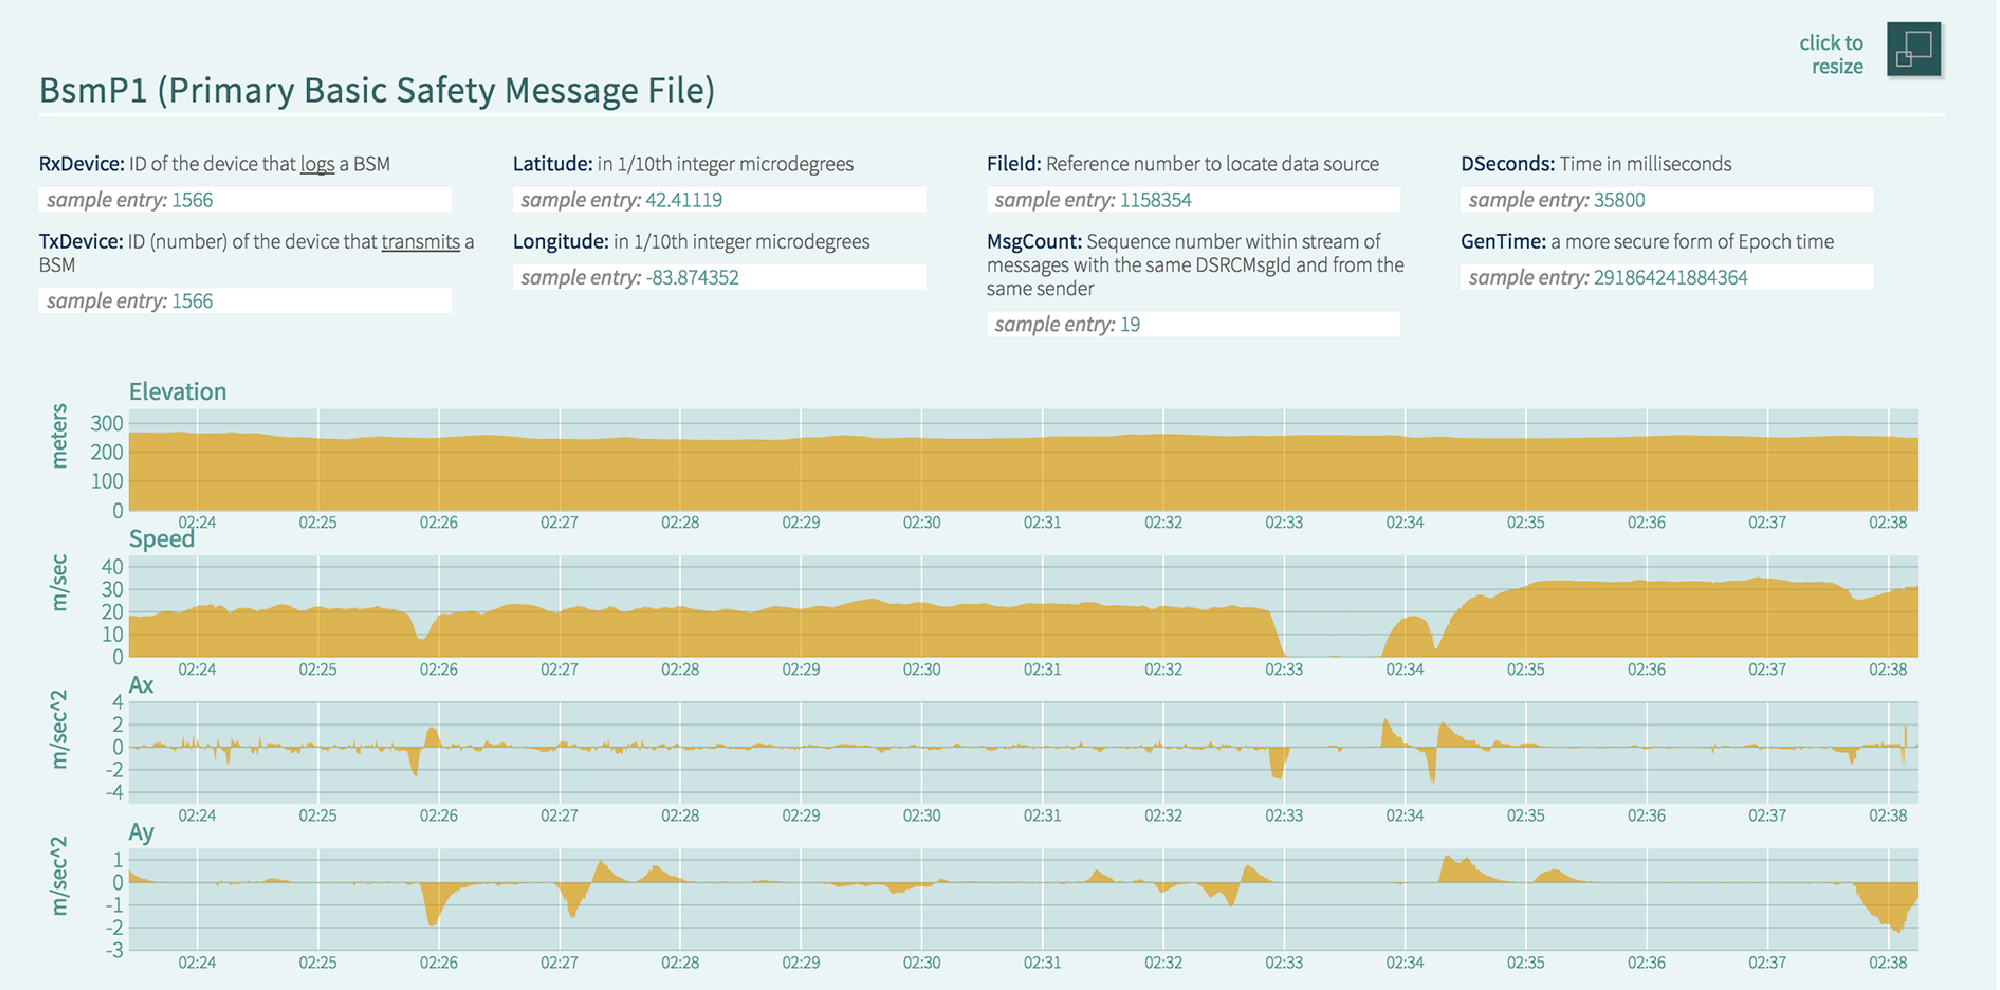 click to
resize
BsmP1 (Primary Basic Safety Message File)
RxDevice: ID of the device that logs a BSM
sample entry: 1566
TxDevice: ID (number) of the device that transmits a
BSM
sample entry: 1566
Latitude: in 1/10th integer microdegrees
sample entry: 42.41119
Longitude: in 1/10th integer microdegrees
sample entry: -83.874352
FileId: Reference number to locate data source
sample entry: 1158354
MsgCount: Sequence number within stream of
messages with the same DSRCMsgId and from the
same sender
sample entry: 19
DSeconds: Time in milliseconds
sample entry: 35800
GenTime: a more secure form of Epoch time
sample entry: 291864241884364
Elevation
meters
300
200
100
0
02:24 02:25 02:26 02:27 02:28 02:29 02:30 02:31 02:32 02:33 02:34 02:35 02:36 02:37 02:38
Speed
m/sec
40
30
20
10
0
02:24 02:25 02:26 02:27 02:28 02:29 02:30 02:31 02:32 02:33 02:34 02:35 02:36 02:37 02:38
Ax
m/sec^2
4
2
0
-2
-4
02:24 02:25 02:26 02:27 02:28 02:29 02:30 02:31 02:32 02:33 02:34 02:35 02:36 02:37 02:38
Ay
m/sec^2
1
0
-1
-2
-3
02:24 02:25 02:26 02:27 02:28 02:29 02:30 02:31 02:32 02:33 02:34 02:35 02:36 02:37 02:38